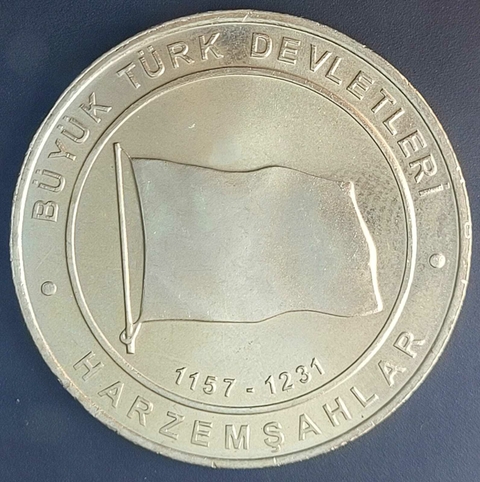 BÜYÜK TÜRK DEVLETLERİ
1157 - 1231
HARZEMŞAHLAR